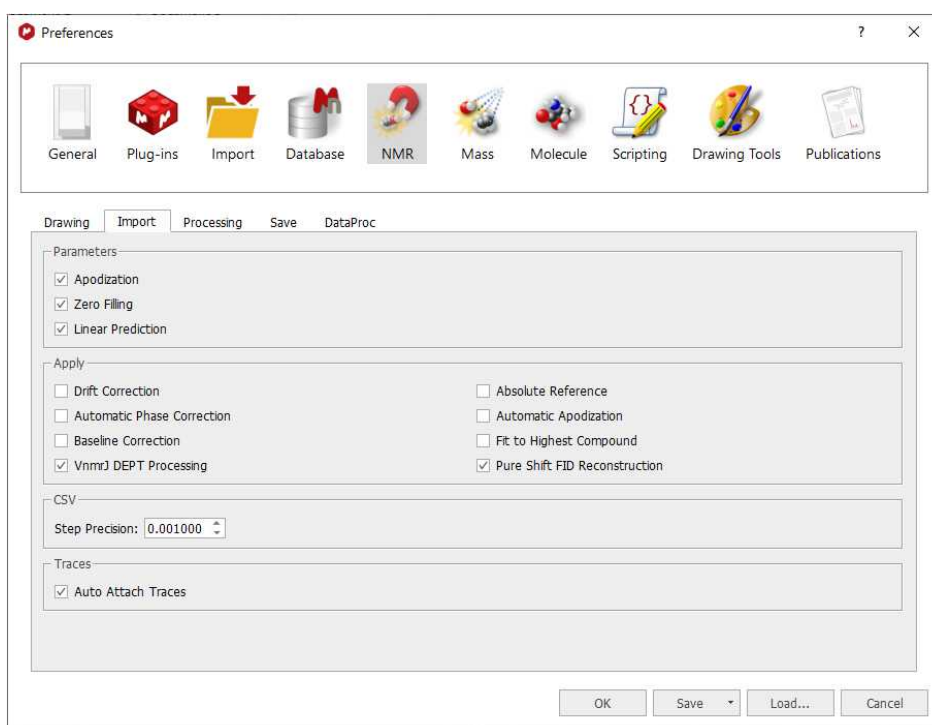 Preferences
?
General Plug-ins Import Database NMR Mass Molecule Scripting Drawing Tools Publications
Drawing Import Processing Save DataProc
Parameters
Apodization
Zero Filling
Linear Prediction
Apply
Drift Correction Absolute Reference
Automatic Phase Correction Automatic Apodization
Baseline Correction Fit to Highest Compound
VnmrJ DEPT Processing Pure Shift FID Reconstruction
CSV
Step Precision: 0.001000
Traces
Auto Attach Traces
OK Save Load... Cancel